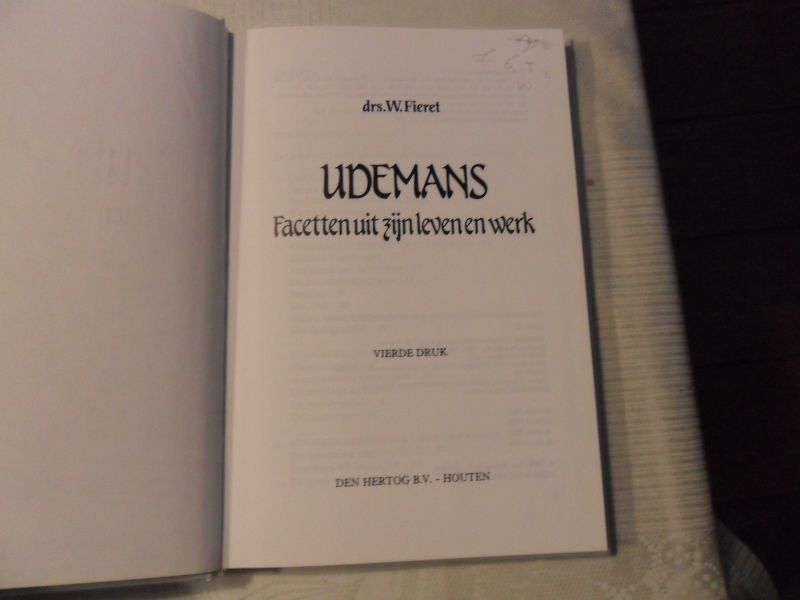 drs. W. Fieret
UDEMANS
Facetten uit zijn leven en werk
VIERDE DRUK
DEN HERTOG B.V. - HOUTEN